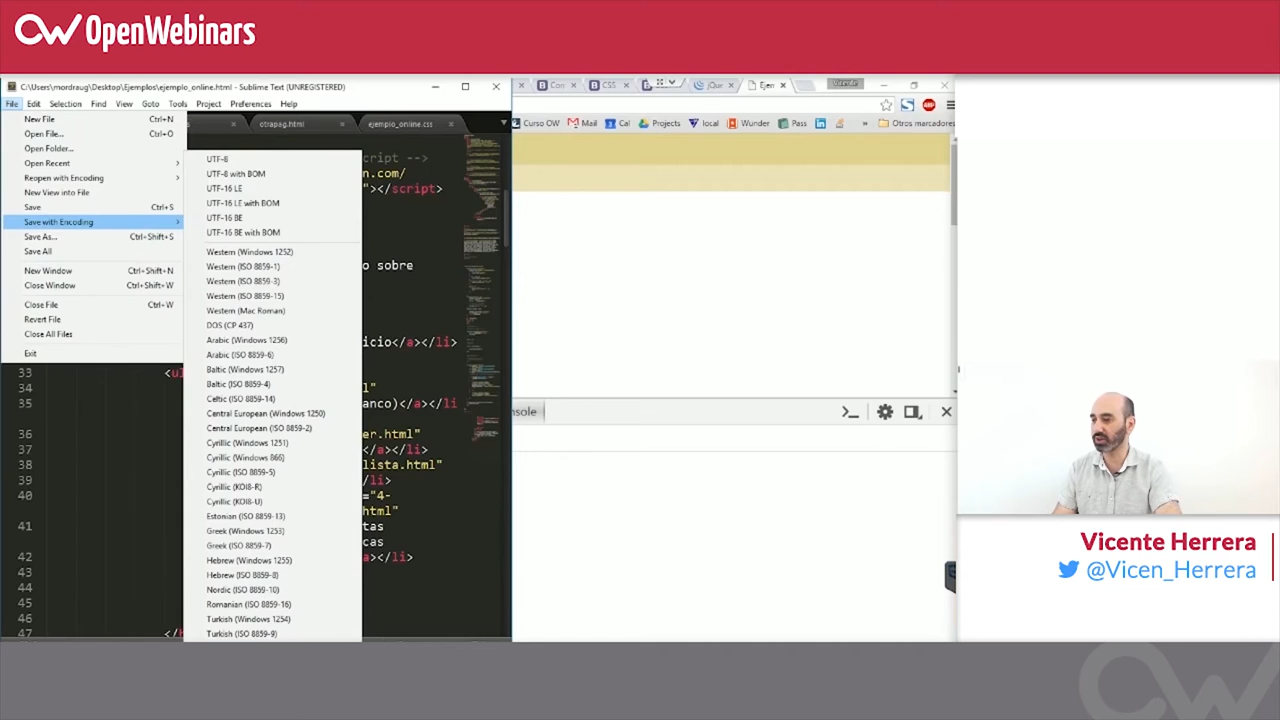 OpenWebinars
C:\Users\mordraug\Desktop\Ejemplos\ejemplo_online.html - Sublime Text (UNREGISTERED)
File Edit Selection Find View Goto Tools Project Preferences Help
New File Ctrl+N
Open File... Ctrl+O
Open Folder...
Open Recent
Reopen with Encoding
New View into File
Save Ctrl+S
Save with Encoding
Save As... Ctrl+Shift+S
Save All
New Window Ctrl+Shift+N
Close Window Ctrl+Shift+W
Close File Ctrl+W
Revert File
Close All Files
Exit
UTF-8
UTF-8 with BOM
UTF-16 LE
UTF-16 LE with BOM
UTF-16 BE
UTF-16 BE with BOM
Western (Windows 1252)
Western (ISO 8859-1)
Western (ISO 8859-3)
Western (ISO 8859-15)
Western (Mac Roman)
DOS (CP 437)
Arabic (Windows 1256)
Arabic (ISO 8859-6)
Baltic (Windows 1257)
Baltic (ISO 8859-4)
Celtic (ISO 8859-14)
Central European (Windows 1250)
Central European (ISO 8859-2)
Cyrillic (Windows 1251)
Cyrillic (Windows 866)
Cyrillic (ISO 8859-5)
Cyrillic (KOI8-R)
Cyrillic (KOI8-U)
Estonian (ISO 8859-13)
Greek (Windows 1253)
Greek (ISO 8859-7)
Hebrew (Windows 1255)
Hebrew (ISO 8859-8)
Nordic (ISO 8859-10)
Romanian (ISO 8859-16)
Turkish (Windows 1254)
Turkish (ISO 8859-9)
otrapag.html ejemplo_online.css
cript -->
n.com/
"></script>
o sobre
icio</a></li>
33 <ul
34 l"
35 anco)</a></li
36 er.html"
37 </a></li>
38 lista.html"
39 /li>
40 ="4-
html"
41 tas
cas
42 a></li>
43
44
45
46
47 </
Con CSS jQue Ejen Vicente
Curso OW Mail Cal Projects local Wunder Pass » Otros marcadores
nsole
Vicente Herrera
@Vicen_Herrera